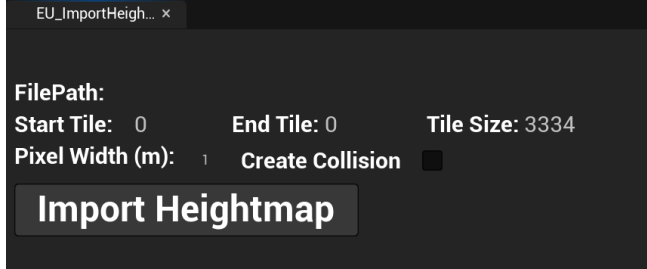 EU_ImportHeigh... ×
FilePath:
Start Tile: 0 End Tile: 0 Tile Size: 3334
Pixel Width (m): 1 Create Collision
Import Heightmap